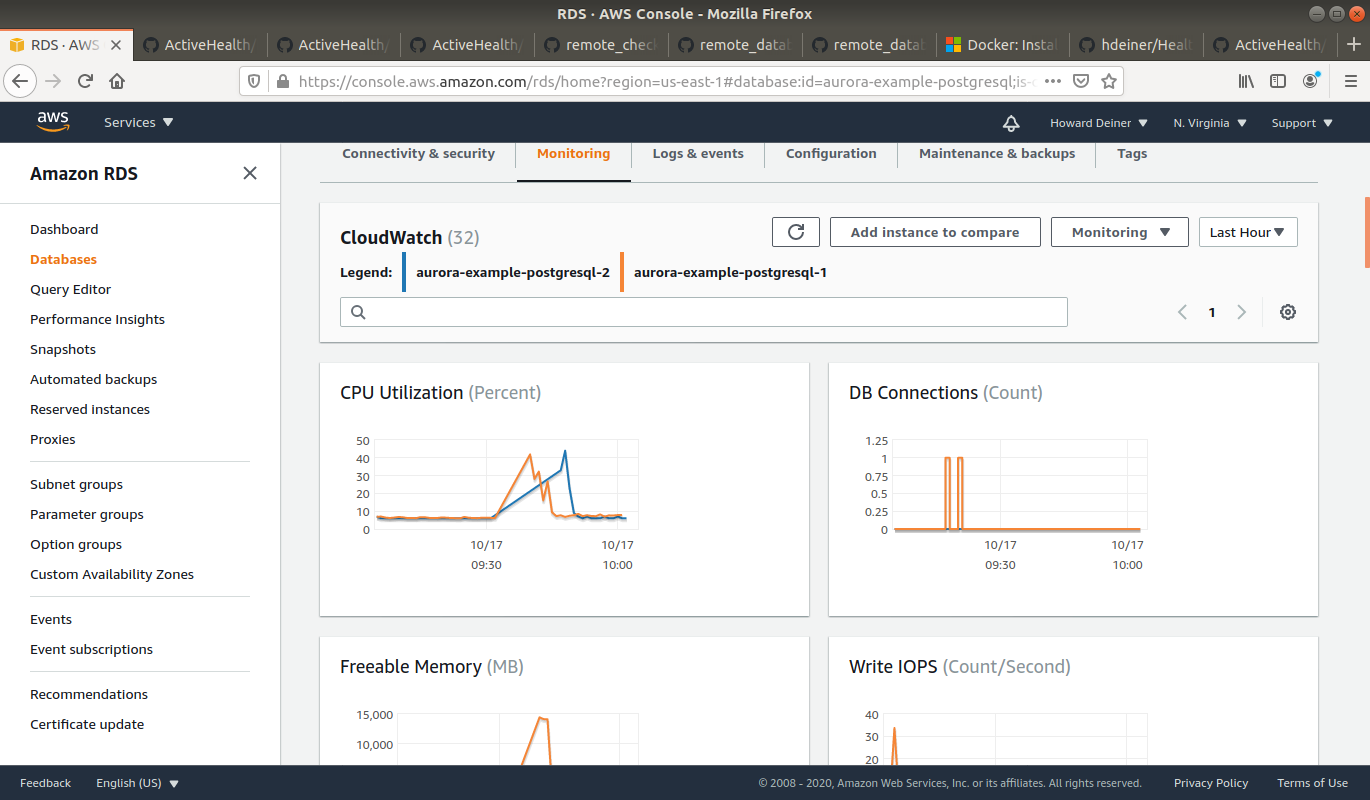 RDS · AWS Console - Mozilla Firefox
RDS · AWS
ActiveHealth/
ActiveHealth/
ActiveHealth/
remote_chec
remote_datab
remote_datab
Docker: Insta
hdeiner/Heal
ActiveHealth/
https://console.aws.amazon.com/rds/home?region=us-east-1#database:id=aurora-example-postgresql;is-c
aws
Services
Howard Deiner
N. Virginia
Support
Amazon RDS
Dashboard
Databases
Query Editor
Performance Insights
Snapshots
Automated backups
Reserved instances
Proxies
Subnet groups
Parameter groups
Option groups
Custom Availability Zones
Events
Event subscriptions
Recommendations
Certificate update
Connectivity & security
Monitoring
Logs & events
Configuration
Maintenance & backups
Tags
CloudWatch (32)
Add instance to compare
Monitoring
Last Hour
Legend: aurora-example-postgresql-2 aurora-example-postgresql-1
1
CPU Utilization (Percent)
50
40
30
20
10
0
10/17 10/17
09:30 10:00
DB Connections (Count)
1.25
1
0.75
0.5
0.25
0
10/17 10/17
09:30 10:00
Freeable Memory (MB)
15,000
10,000
Write IOPS (Count/Second)
40
30
20
Feedback
English (US)
© 2008 - 2020, Amazon Web Services, Inc. or its affiliates. All rights reserved.
Privacy Policy
Terms of Use